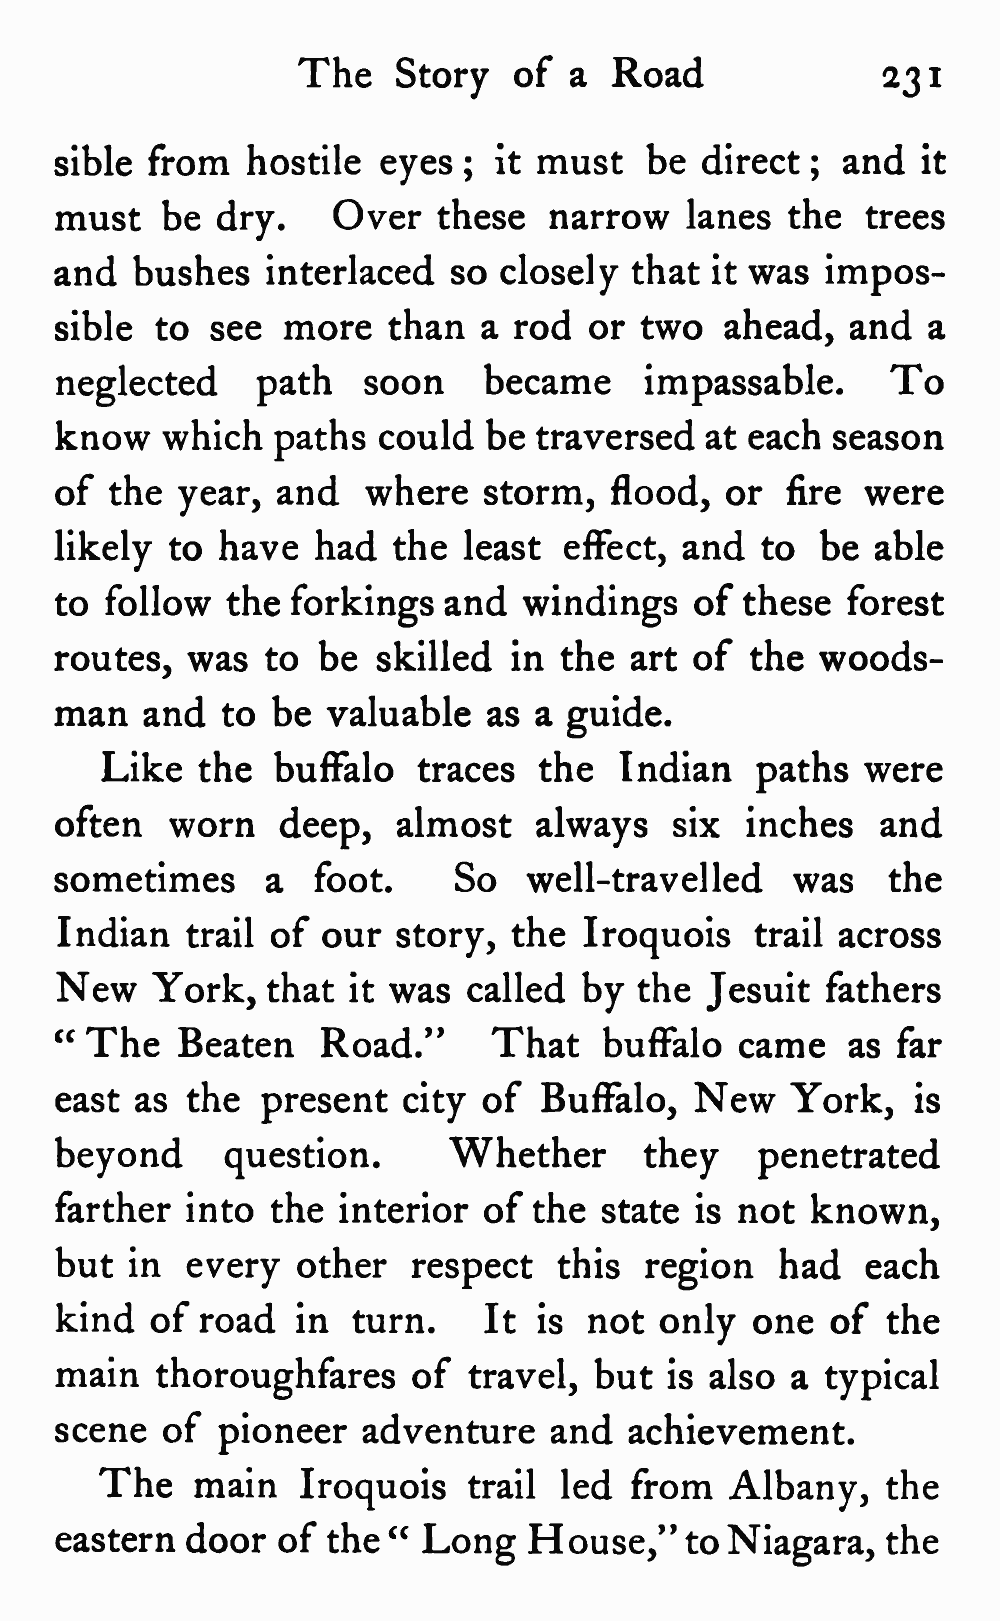 The Story of a Road 231
sible from hostile eyes; it must be direct; and it
must be dry. Over these narrow lanes the trees
and bushes interlaced so closely that it was impos-
sible to see more than a rod or two ahead, and a
neglected path soon became impassable. To
know which paths could be traversed at each season
of the year, and where storm, flood, or fire were
likely to have had the least effect, and to be able
to follow the forkings and windings of these forest
routes, was to be skilled in the art of the woods-
man and to be valuable as a guide.
Like the buffalo traces the Indian paths were
often worn deep, almost always six inches and
sometimes a foot. So well-travelled was the
Indian trail of our story, the Iroquois trail across
New York, that it was called by the Jesuit fathers
“The Beaten Road.” That buffalo came as far
east as the present city of Buffalo, New York, is
beyond question. Whether they penetrated
farther into the interior of the state is not known,
but in every other respect this region had each
kind of road in turn. It is not only one of the
main thoroughfares of travel, but is also a typical
scene of pioneer adventure and achievement.
The main Iroquois trail led from Albany, the
eastern door of the “Long House,” to Niagara, the